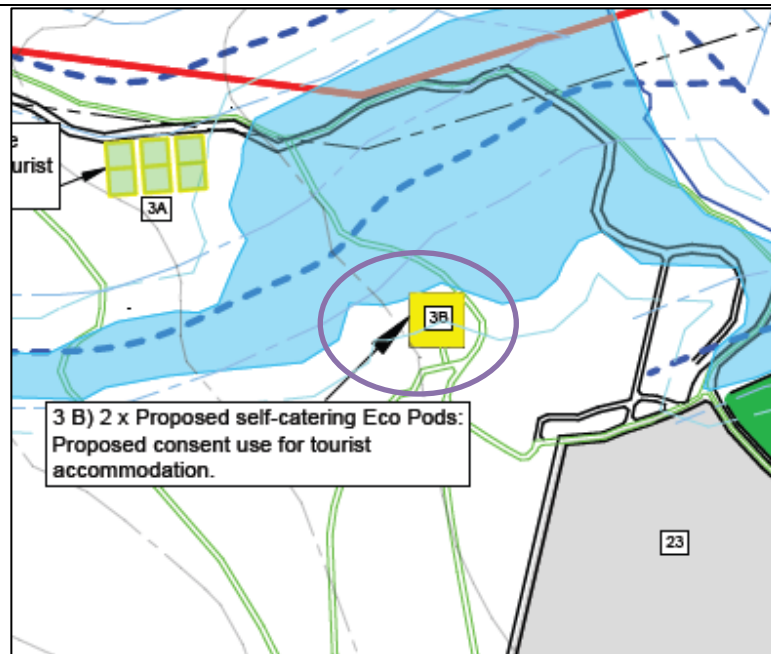 e
urist
3A
3B
3 B) 2 x Proposed self-catering Eco Pods:
Proposed consent use for tourist
accommodation.
23